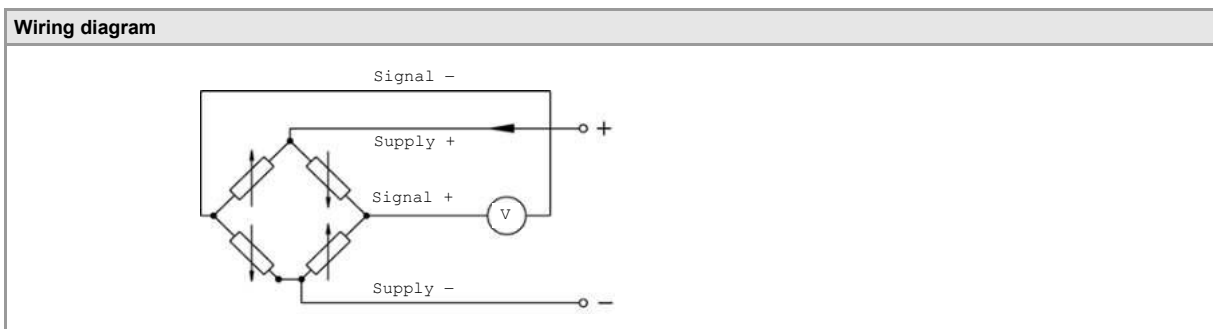 Wiring diagram
Signal −
+
Supply +
Signal +
V
Supply −
−